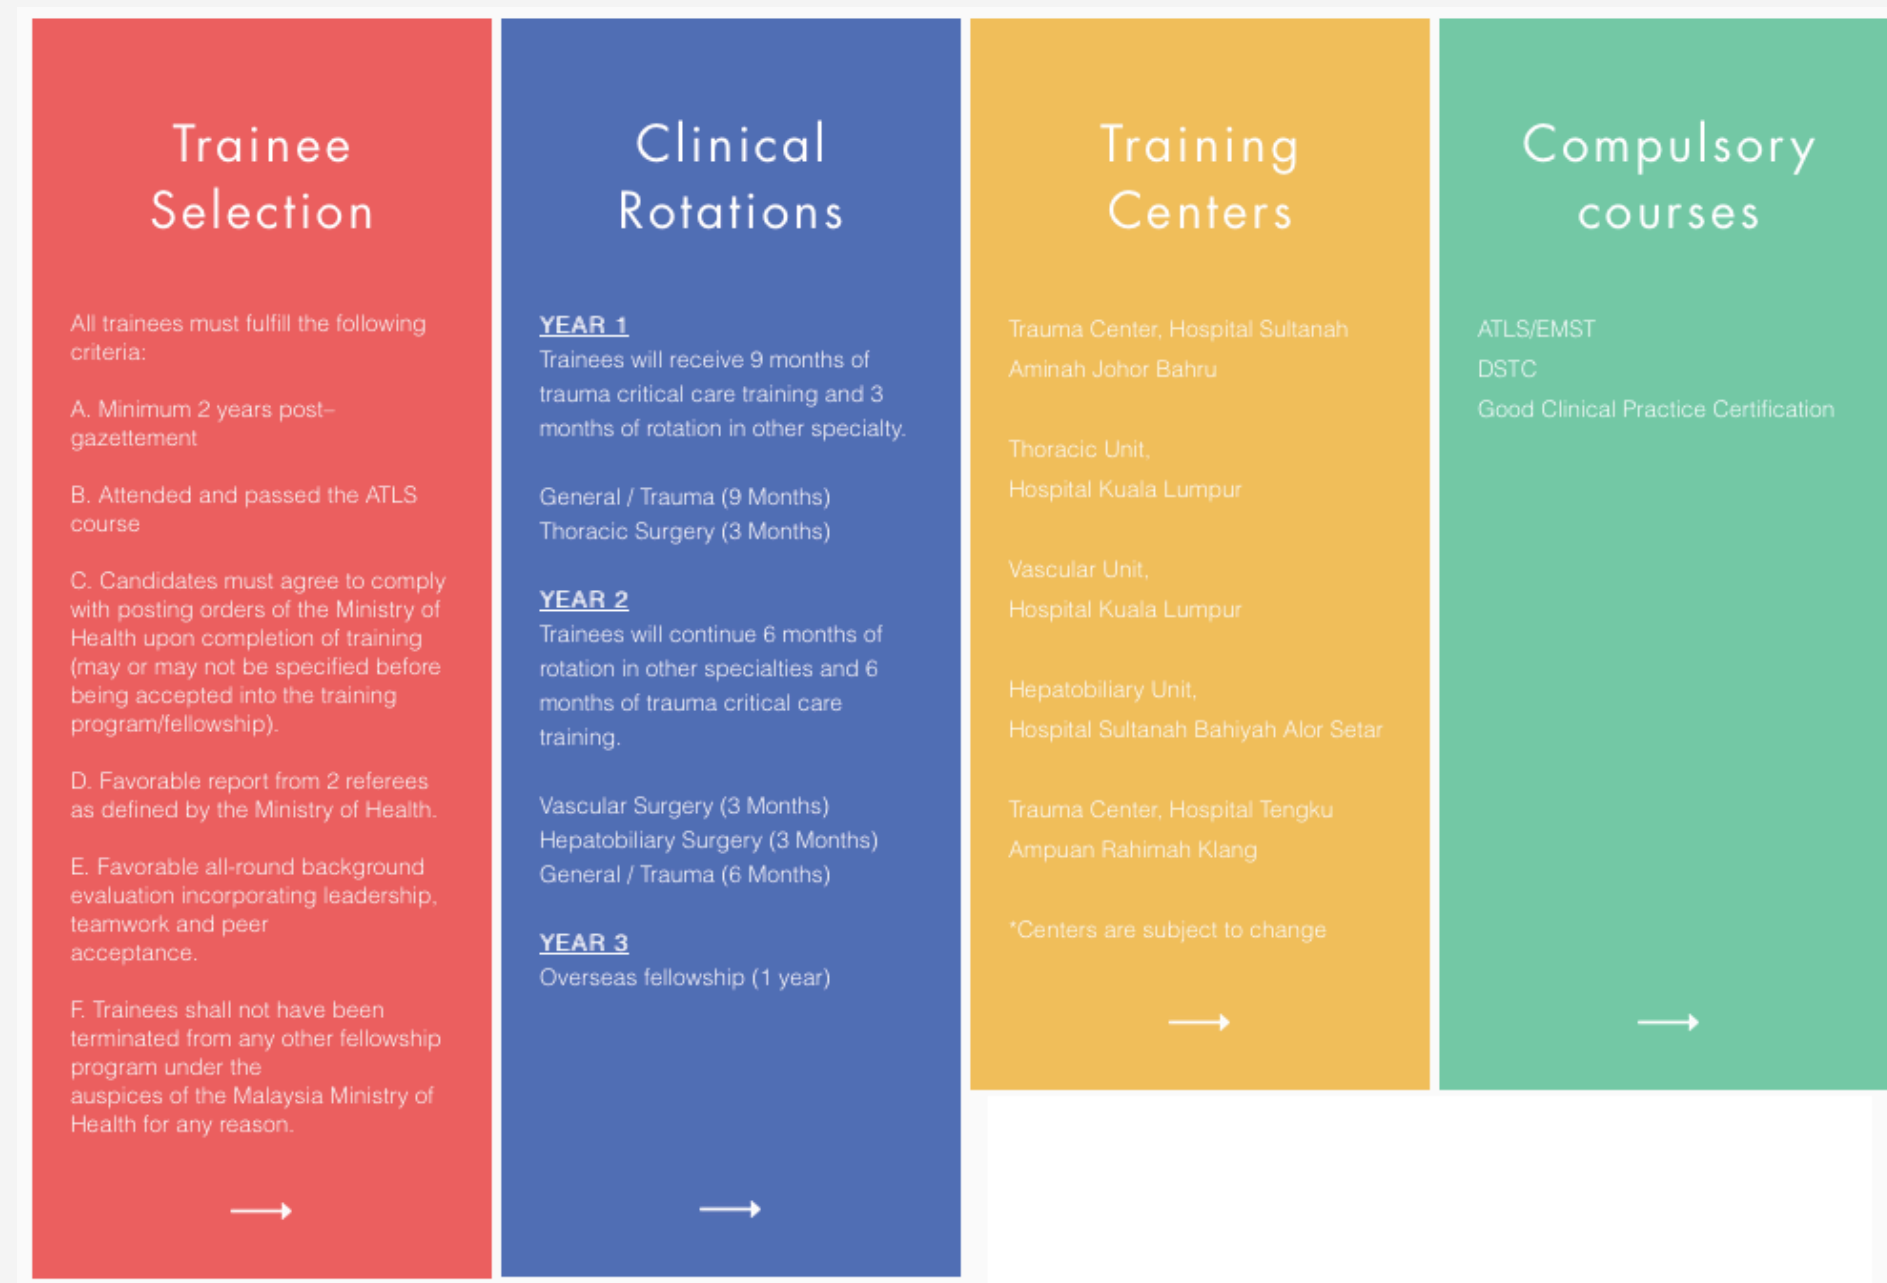 Trainee
Selection
All trainees must fulfill the following
criteria:
A. Minimum 2 years post–
gazettement
B. Attended and passed the ATLS
course
C. Candidates must agree to comply
with posting orders of the Ministry of
Health upon completion of training
(may or may not be specified before
being accepted into the training
program/fellowship).
D. Favorable report from 2 referees
as defined by the Ministry of Health.
E. Favorable all-round background
evaluation incorporating leadership,
teamwork and peer
acceptance.
F. Trainees shall not have been
terminated from any other fellowship
program under the
auspices of the Malaysia Ministry of
Health for any reason.
Clinical
Rotations
YEAR 1
Trainees will receive 9 months of
trauma critical care training and 3
months of rotation in other specialty.
General / Trauma (9 Months)
Thoracic Surgery (3 Months)
YEAR 2
Trainees will continue 6 months of
rotation in other specialties and 6
months of trauma critical care
training.
Vascular Surgery (3 Months)
Hepatobiliary Surgery (3 Months)
General / Trauma (6 Months)
YEAR 3
Overseas fellowship (1 year)
Training
Centers
Trauma Center, Hospital Sultanah
Aminah Johor Bahru
Thoracic Unit,
Hospital Kuala Lumpur
Vascular Unit,
Hospital Kuala Lumpur
Hepatobiliary Unit,
Hospital Sultanah Bahiyah Alor Setar
Trauma Center, Hospital Tengku
Ampuan Rahimah Klang
*Centers are subject to change
Compulsory
courses
ATLS/EMST
DSTC
Good Clinical Practice Certification